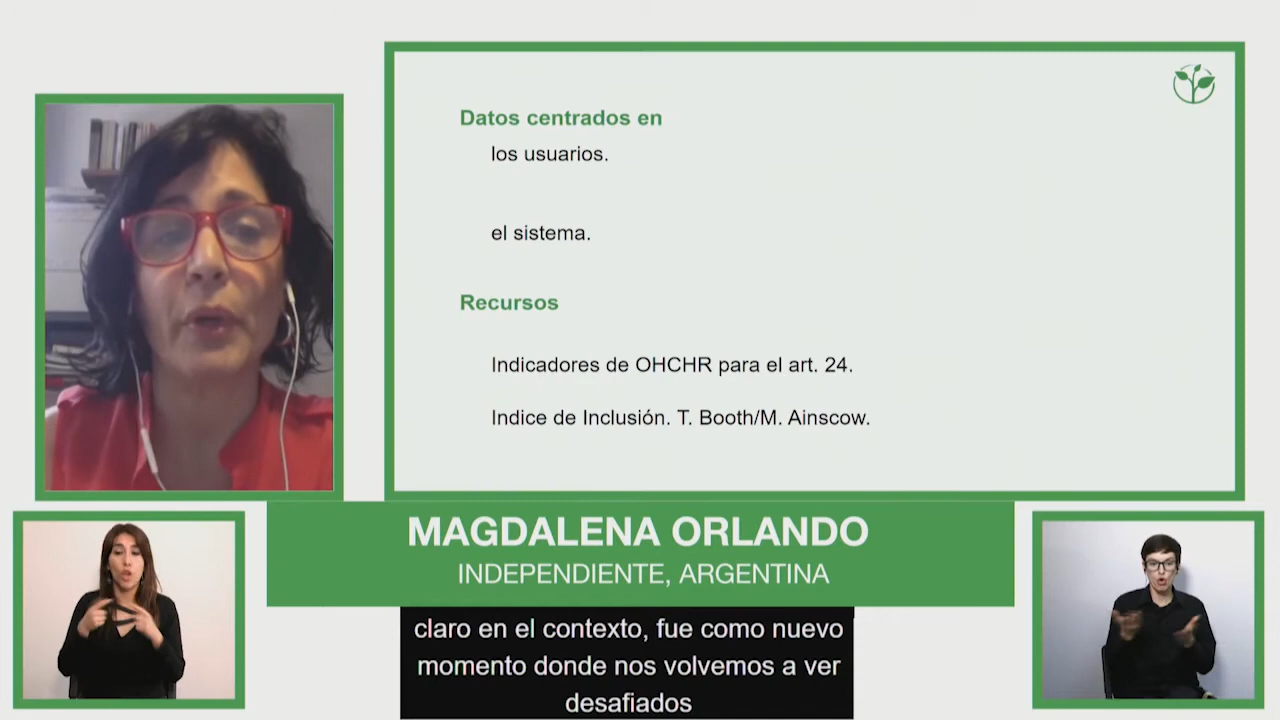 Datos centrados en
los usuarios.
el sistema.
Recursos
Indicadores de OHCHR para el art. 24.
Indice de Inclusión. T. Booth/M. Ainscow.
MAGDALENA ORLANDO
INDEPENDIENTE, ARGENTINA
claro en el contexto, fue como nuevo
momento donde nos volvemos a ver
desafiados